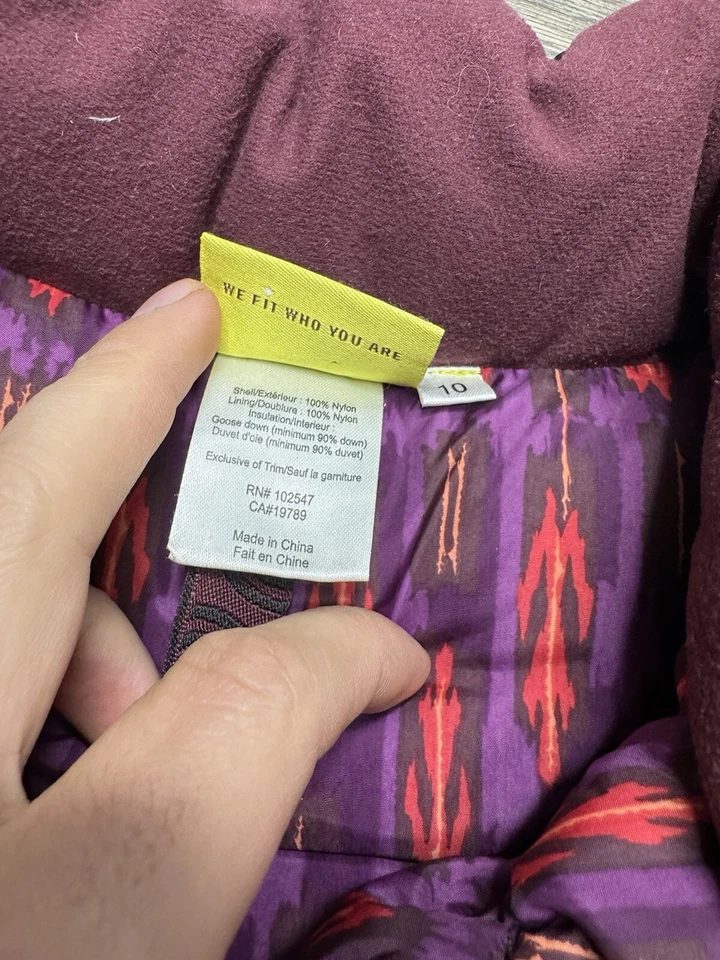 WE FIT WHO YOU ARE
10
Shell/Extérieur : 100% Nylon
Lining/Doublure : 100% Nylon
Insulation/Interieur :
Goose down (minimum 90% down)
Duvet d'oie (minimum 90% duvet)
Exclusive of Trim/Sauf la garniture
RN# 102547
CA#19789
Made in China
Fait en Chine